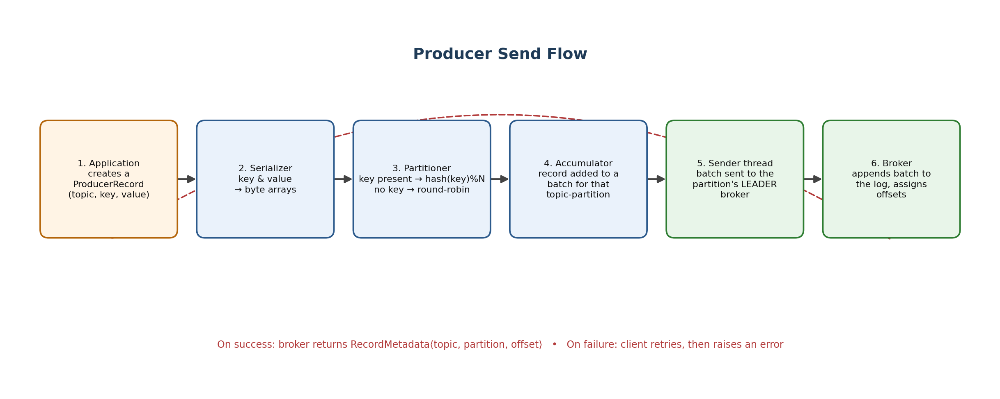 Producer Send Flow
1. Application
creates a
ProducerRecord
(topic, key, value)
2. Serializer
key & value
→ byte arrays
3. Partitioner
key present → hash(key)%N
no key → round-robin
4. Accumulator
record added to a
batch for that
topic-partition
5. Sender thread
batch sent to the
partition's LEADER
broker
6. Broker
appends batch to
the log, assigns
offsets
On success: broker returns RecordMetadata⟨topic, partition, offset⟩ • On failure: client retries, then raises an error